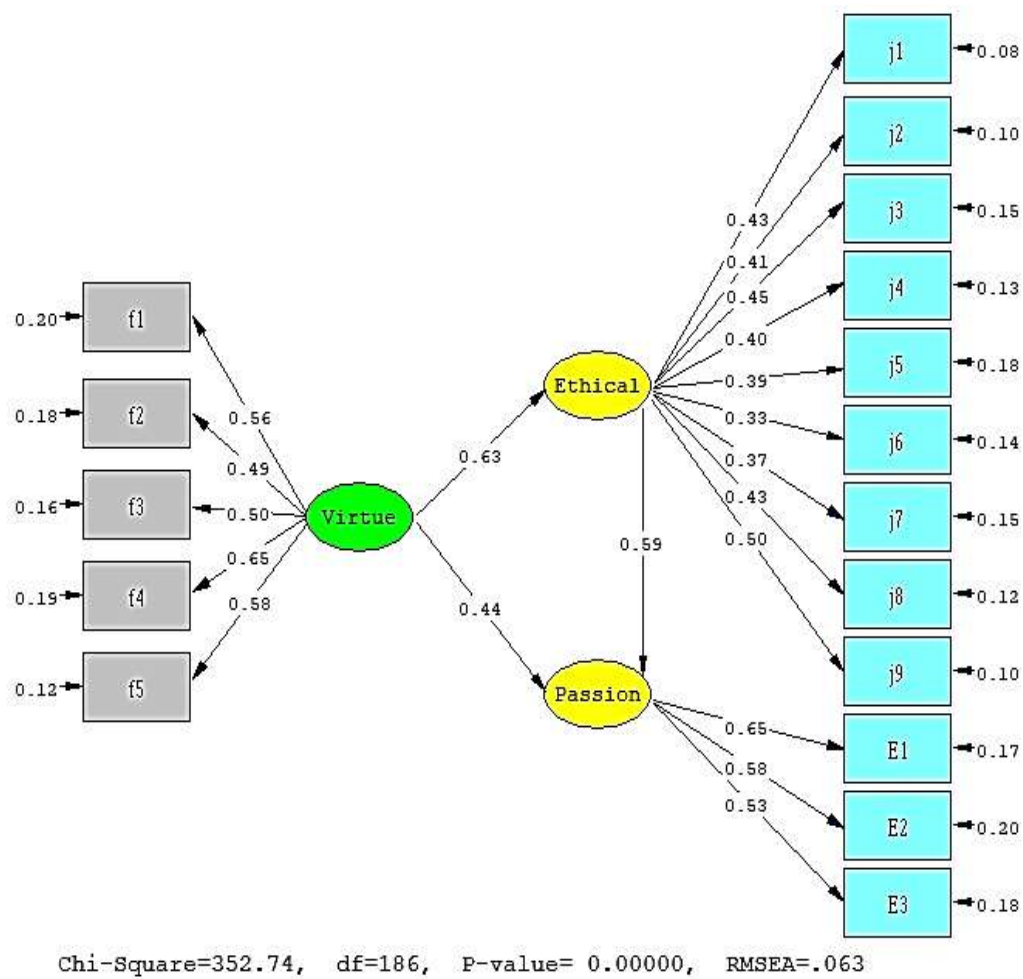 j1
0.08
j2
0.10
j3
0.15
j4
0.13
j5
0.18
j6
0.14
j7
0.15
j8
0.12
j9
0.10
E1
0.17
E2
0.20
E3
0.18
0.43
0.41
0.45
0.40
0.39
0.33
0.37
0.43
0.50
0.65
0.58
0.53
Ethical
0.59
Passion
0.63
0.44
Virtue
0.56
0.49
0.50
0.65
0.58
0.20
f1
0.18
f2
0.16
f3
0.19
f4
0.12
f5
Chi-Square=352.74, df=186, P-value= 0.00000, RMSEA=.063